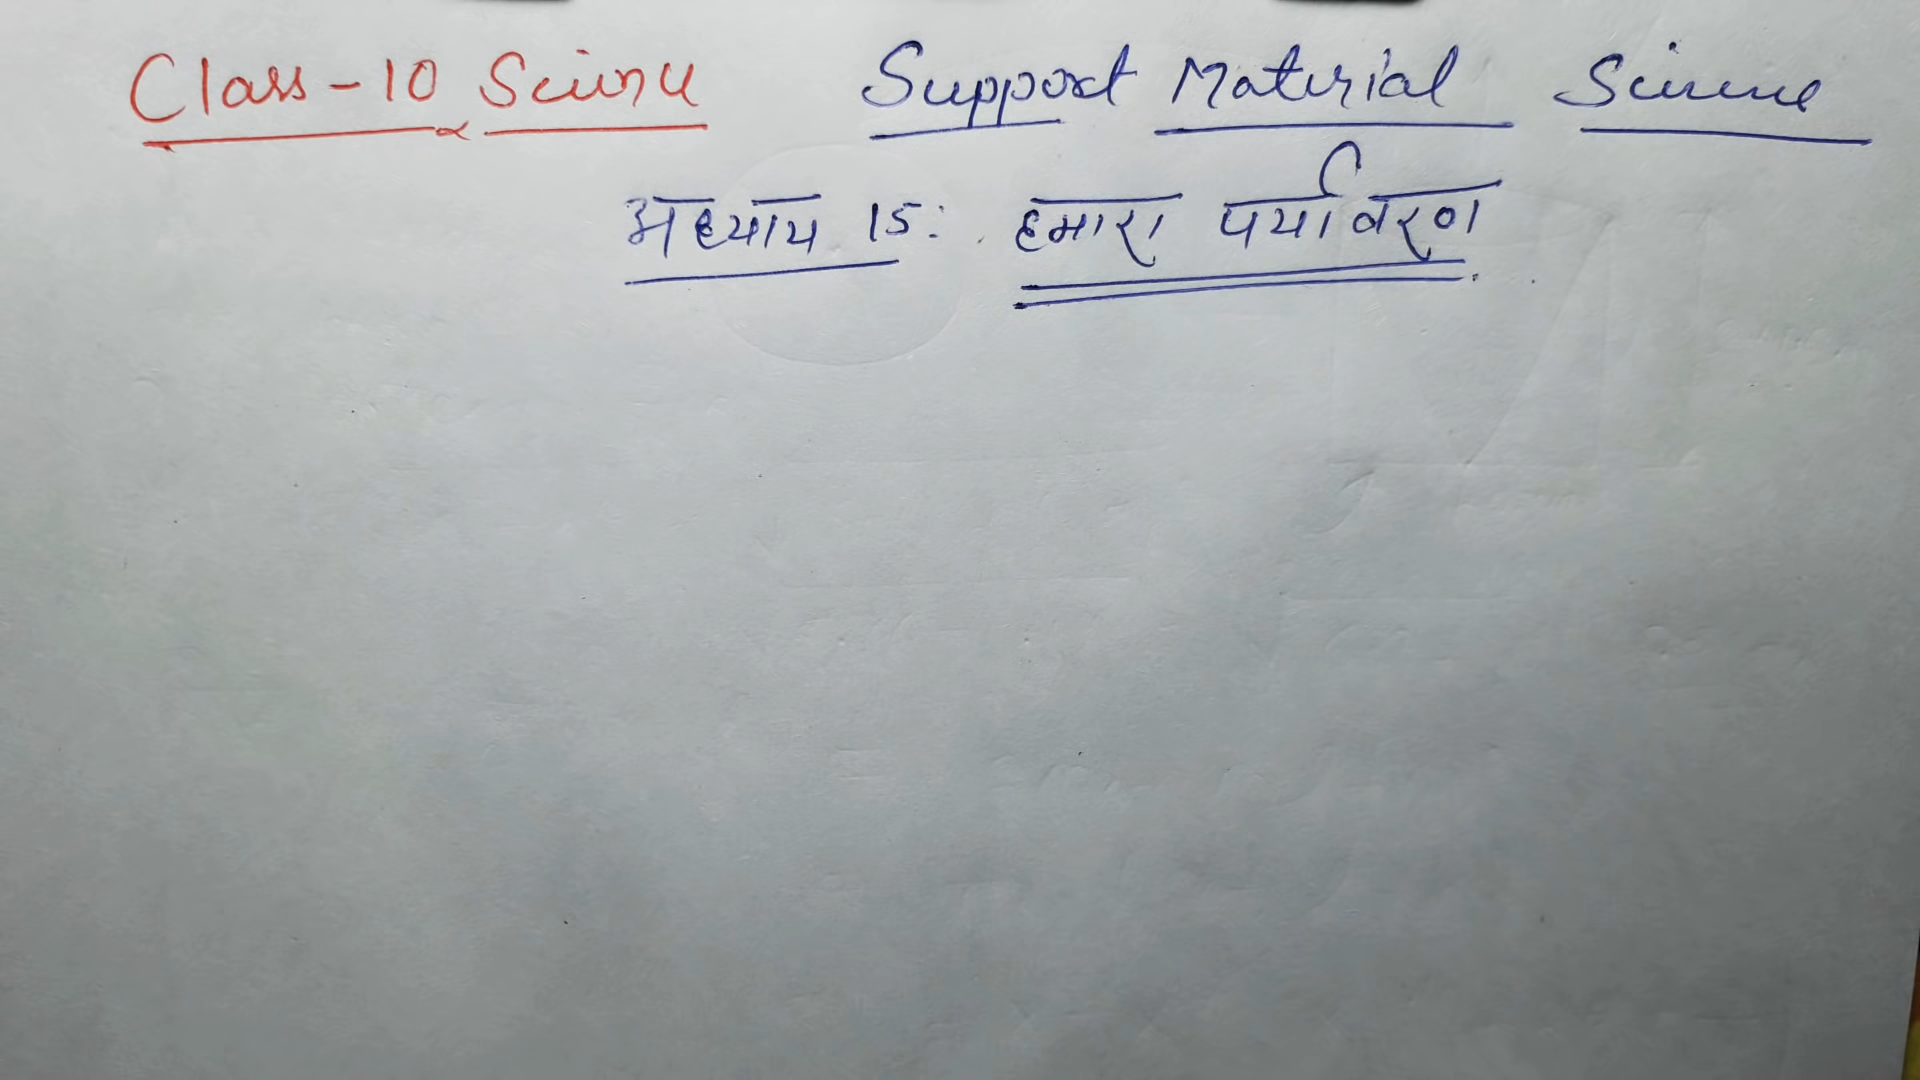 Class-10 Science Support Material Science
अध्याय 15: हमारा पर्यावरण